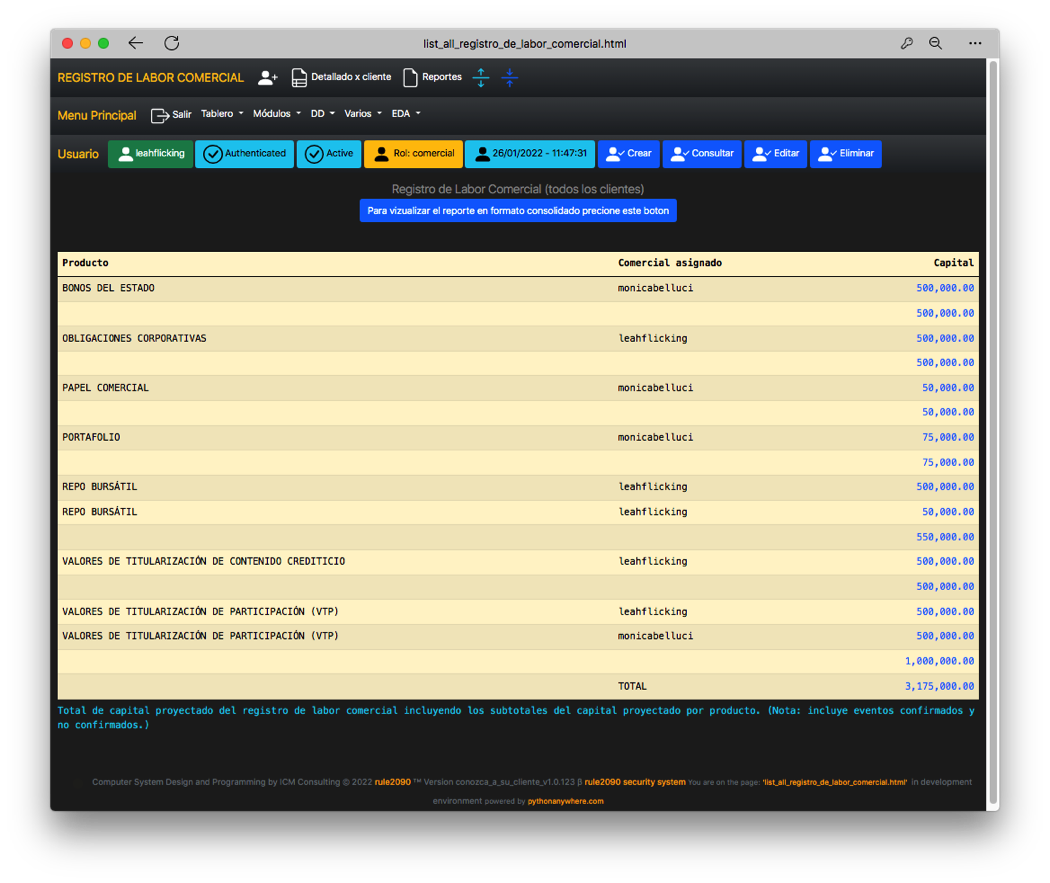 list_all_registro_de_labor_comercial.html
REGISTRO DE LABOR COMERCIAL Detallado x cliente Reportes
Menu Principal Salir Tablero Módulos DD Varios EDA
Usuario leahflicking Authenticated Active Rol: comercial 26/01/2022 - 11:47:31 Crear Consultar Editar Eliminar
Registro de Labor Comercial (todos los clientes)
Para vizualizar el reporte en formato consolidado precione este boton
Producto Comercial asignado Capital
BONOS DEL ESTADO monicabelluci 500,000.00
500,000.00
OBLIGACIONES CORPORATIVAS leahflicking 500,000.00
500,000.00
PAPEL COMERCIAL monicabelluci 50,000.00
50,000.00
PORTAFOLIO monicabelluci 75,000.00
75,000.00
REPO BURSÁTIL leahflicking 500,000.00
REPO BURSÁTIL leahflicking 50,000.00
550,000.00
VALORES DE TITULARIZACIÓN DE CONTENIDO CREDITICIO leahflicking 500,000.00
500,000.00
VALORES DE TITULARIZACIÓN DE PARTICIPACIÓN (VTP) leahflicking 500,000.00
VALORES DE TITULARIZACIÓN DE PARTICIPACIÓN (VTP) monicabelluci 500,000.00
1,000,000.00
TOTAL 3,175,000.00
Total de capital proyectado del registro de labor comercial incluyendo los subtotales del capital proyectado por producto. (Nota: incluye eventos confirmados y
no confirmados.)
Computer System Design and Programming by ICM Consulting © 2022 rule2090 ™ Version conozca_a_su_cliente_v1.0.123 β rule2090 security system You are on the page: 'list_all_registro_de_labor_comercial.html' in development
environment powered by pythonanywhere.com